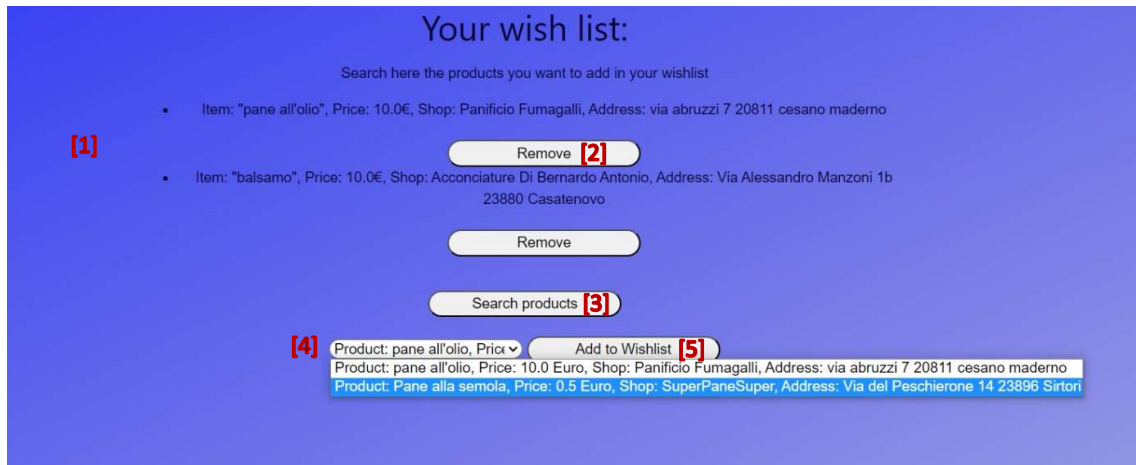 Your wish list:
Search here the products you want to add in your wishlist
• Item: "pane all'olio", Price: 10.0€, Shop: Panificio Fumagalli, Address: via abruzzi 7 20811 cesano maderno
[1]
Remove [2]
• Item: "balsamo", Price: 10.0€, Shop: Acconciature Di Bernardo Antonio, Address: Via Alessandro Manzoni 1b
23880 Casatenovo
Remove
Search products [3]
[4] Product: pane all'olio, Price Add to Wishlist [5]
Product: pane all'olio, Price: 10.0 Euro, Shop: Panificio Fumagalli, Address: via abruzzi 7 20811 cesano maderno
Product: Pane alla semola, Price: 0.5 Euro, Shop: SuperPaneSuper, Address: Via del Peschierone 14 23896 Sirtori